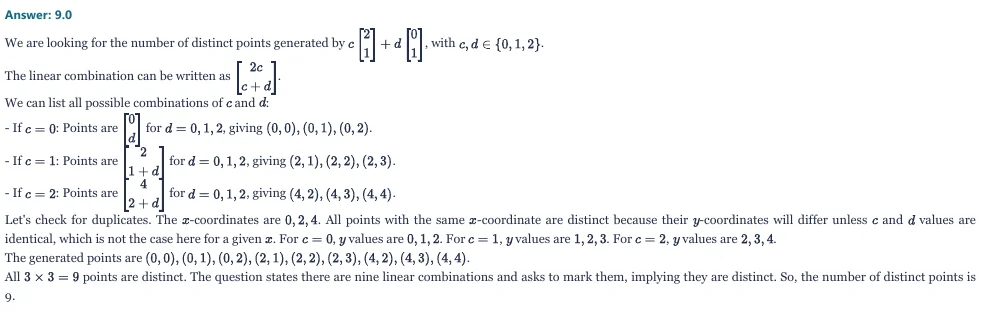 Answer: 9.0
We are looking for the number of distinct points generated by c [2 1] + d [0 1], with c, d ∈ {0, 1, 2}.
The linear combination can be written as [2c c + d].
We can list all possible combinations of c and d:
- If c = 0: Points are [0 d] for d = 0, 1, 2, giving (0, 0), (0, 1), (0, 2).
- If c = 1: Points are [2 1 + d] for d = 0, 1, 2, giving (2, 1), (2, 2), (2, 3).
- If c = 2: Points are [4 2 + d] for d = 0, 1, 2, giving (4, 2), (4, 3), (4, 4).
Let's check for duplicates. The x-coordinates are 0, 2, 4. All points with the same x-coordinate are distinct because their y-coordinates will differ unless c and d values are
identical, which is not the case here for a given x. For c = 0, y values are 0, 1, 2. For c = 1, y values are 1, 2, 3. For c = 2, y values are 2, 3, 4.
The generated points are (0, 0), (0, 1), (0, 2), (2, 1), (2, 2), (2, 3), (4, 2), (4, 3), (4, 4).
All 3 × 3 = 9 points are distinct. The question states there are nine linear combinations and asks to mark them, implying they are distinct. So, the number of distinct points is
9.